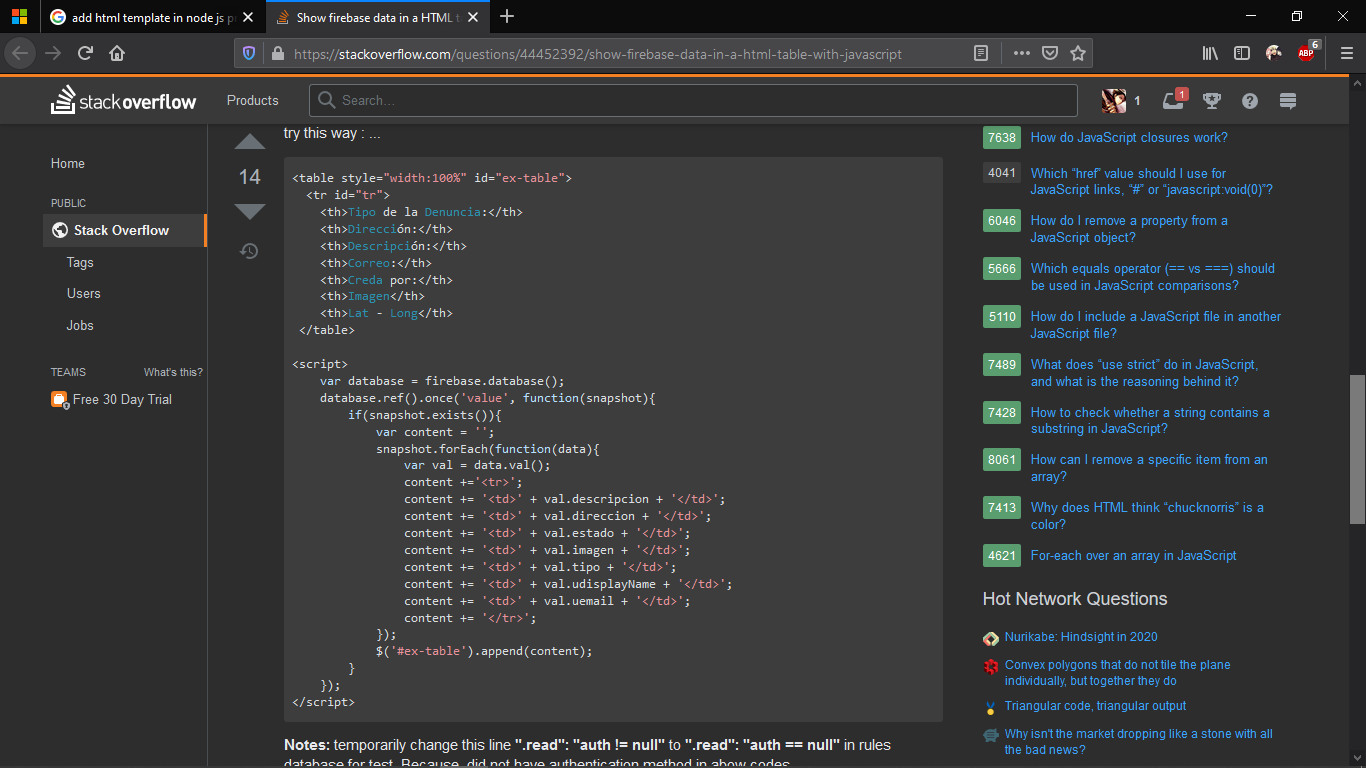 add html template in node js pr
Show firebase data in a HTML t
https://stackoverflow.com/questions/44452392/show-firebase-data-in-a-html-table-with-javascript
ABP
6
stackoverflow
Products
Search...
1
1
Home
PUBLIC
Stack Overflow
Tags
Users
Jobs
TEAMS
What's this?
Free 30 Day Trial
try this way : ...
14
<table style="width:100%" id="ex-table">
  <tr id="tr">
    <th>Tipo de la Denuncia:</th>
    <th>Dirección:</th>
    <th>Descripción:</th>
    <th>Correo:</th>
    <th>Creda por:</th>
    <th>Imagen</th>
    <th>Lat - Long</th>
 </table>
<script>
    var database = firebase.database();
    database.ref().once('value', function(snapshot){
        if(snapshot.exists()){
            var content = '';
            snapshot.forEach(function(data){
                var val = data.val();
                content +='<tr>';
                content += '<td>' + val.descripcion + '</td>';
                content += '<td>' + val.direccion + '</td>';
                content += '<td>' + val.estado + '</td>';
                content += '<td>' + val.imagen + '</td>';
                content += '<td>' + val.tipo + '</td>';
                content += '<td>' + val.udisplayName + '</td>';
                content += '<td>' + val.uemail + '</td>';
                content += '</tr>';
            });
            $('#ex-table').append(content);
        }
    });
</script>
Notes: temporarily change this line ".read": "auth != null" to ".read": "auth == null" in rules
database for test. Because, did not have authentication method in abow codes
7638 How do JavaScript closures work?
4041 Which “href” value should I use for
JavaScript links, “#” or “javascript:void(0)”?
6046 How do I remove a property from a
JavaScript object?
5666 Which equals operator (== vs ===) should
be used in JavaScript comparisons?
5110 How do I include a JavaScript file in another
JavaScript file?
7489 What does “use strict” do in JavaScript,
and what is the reasoning behind it?
7428 How to check whether a string contains a
substring in JavaScript?
8061 How can I remove a specific item from an
array?
7413 Why does HTML think “chucknorris” is a
color?
4621 For-each over an array in JavaScript
Hot Network Questions
Nurikabe: Hindsight in 2020
Convex polygons that do not tile the plane
individually, but together they do
Triangular code, triangular output
Why isn't the market dropping like a stone with all
the bad news?